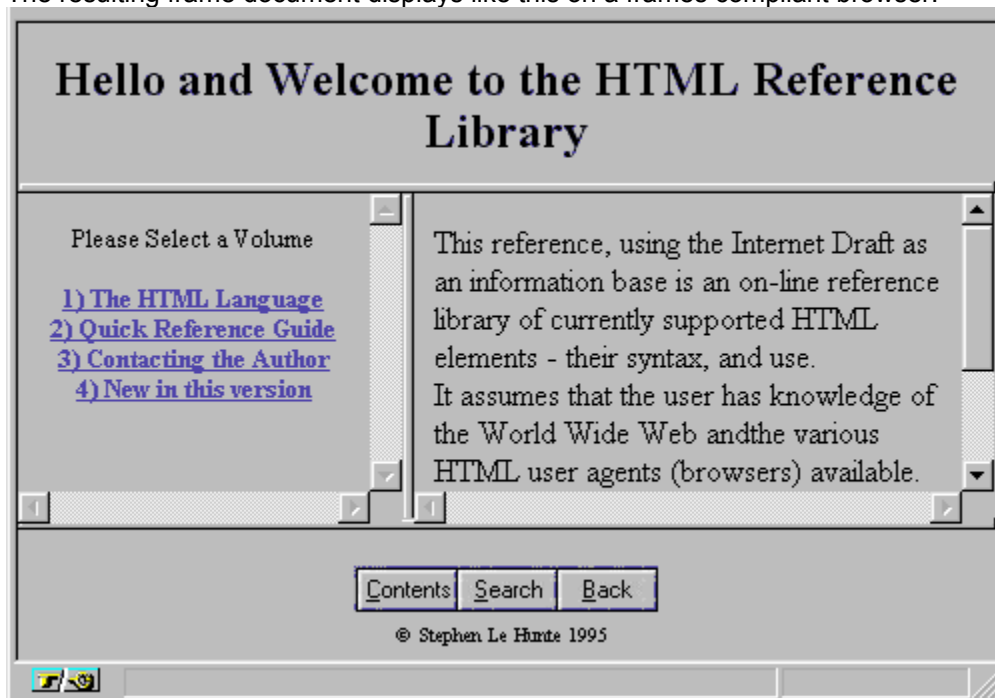 The resulting frame document displays like this on a frames compliant browser.
Hello and Welcome to the HTML Reference
Library
Please Select a Volume
1) The HTML Language
2) Quick Reference Guide
3) Contacting the Author
4) New in this version
This reference, using the Internet Draft as
an information base is an on-line reference
library of currently supported HTML
elements - their syntax, and use.
It assumes that the user has knowledge of
the World Wide Web andthe various
HTML user agents (browsers) available.
Contents Search Back
© Stephen Le Hunte 1995